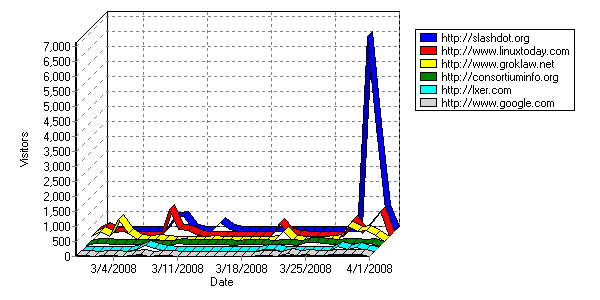 7,000
6,500
6,000
5,500
5,000
4,500
4,000
3,500
3,000
2,500
2,000
1,500
1,000
500
0
Visitors
3/4/2008 3/11/2008 3/18/2008 3/25/2008 4/1/2008
Date
http://slashdot.org
http://www.linuxtoday.com
http://www.groklaw.net
http://consortiuminfo.org
http://lxer.com
http://www.google.com